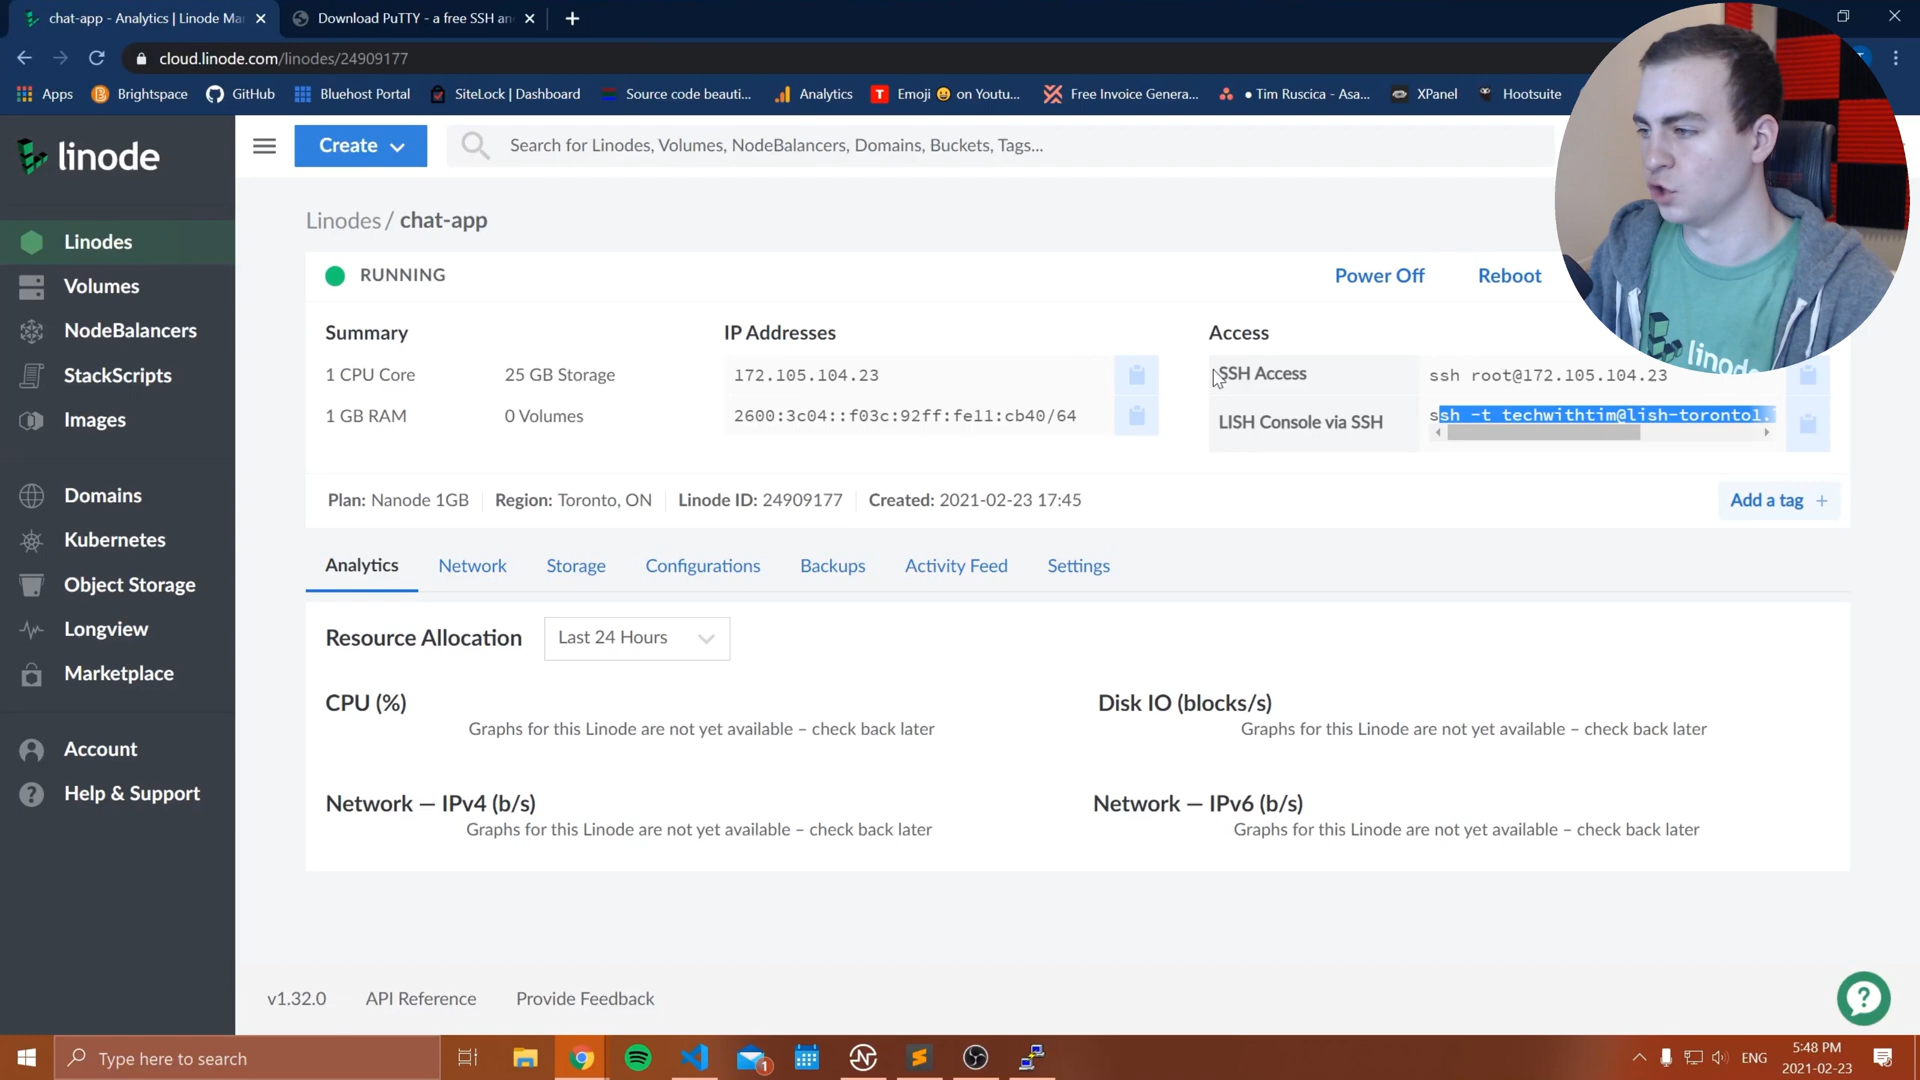 chat-app - Analytics | Linode Ma
Download PuTTY - a free SSH an
cloud.linode.com/linodes/24909177
Apps
Brightspace
GitHub
Bluehost Portal
SiteLock | Dashboard
Source code beauti...
Analytics
Emoji 😀 on Youtu...
Free Invoice Genera...
● Tim Ruscica - Asa...
XPanel
Hootsuite
linode
Create
Search for Linodes, Volumes, NodeBalancers, Domains, Buckets, Tags...
Linodes
Volumes
NodeBalancers
StackScripts
Images
Domains
Kubernetes
Object Storage
Longview
Marketplace
Account
Help & Support
Linodes / chat-app
RUNNING
Power Off
Reboot
Summary
1 CPU Core
25 GB Storage
1 GB RAM
0 Volumes
IP Addresses
172.105.104.23
2600:3c04::f03c:92ff:fe11:cb40/64
Access
SSH Access
ssh root@172.105.104.23
LISH Console via SSH
ssh -t techwithtim@lish-toronto1.
Plan: Nanode 1GB
Region: Toronto, ON
Linode ID: 24909177
Created: 2021-02-23 17:45
Add a tag +
Analytics
Network
Storage
Configurations
Backups
Activity Feed
Settings
Resource Allocation
Last 24 Hours
CPU (%)
Graphs for this Linode are not yet available – check back later
Disk IO (blocks/s)
Graphs for this Linode are not yet available – check back later
Network — IPv4 (b/s)
Graphs for this Linode are not yet available – check back later
Network — IPv6 (b/s)
Graphs for this Linode are not yet available – check back later
v1.32.0
API Reference
Provide Feedback
linode
Type here to search
1
ENG
5:48 PM
2021-02-23